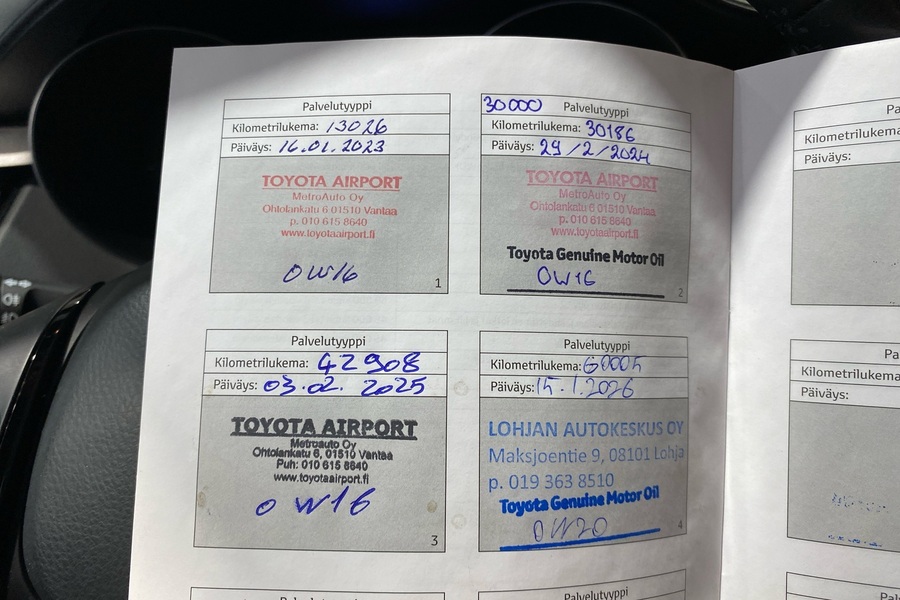 Palvelutyyppi
Kilometrilukema: 13026
Päiväys: 16.01.2023
TOYOTA AIRPORT
MetroAuto Oy
Ohtolankatu 6 01510 Vantaa
p. 010 615 8640
www.toyotaairport.fi
0W16
1
30000 Palvelutyyppi
Kilometrilukema: 30186
Päiväys: 29/2/2024
TOYOTA AIRPORT
MetroAuto Oy
Ohtolankatu 6 01510 Vantaa
p. 010 615 8640
www.toyotaairport.fi
Toyota Genuine Motor Oil
0W16
2
Palvelutyyppi
Kilometrilukema: 42908
Päiväys: 03.02. 2025
TOYOTA AIRPORT
Metroauto Oy
Ohtolankatu 6, 01510 Vantaa
Puh: 010 615 8640
www.toyotaairport.fi
0W16
3
Palvelutyyppi
Kilometrilukema: 60005
Päiväys: 15.1.2026
LOHJAN AUTOKESKUS OY
Maksjoentie 9, 08101 Lohja
p. 019 363 8510
Toyota Genuine Motor Oil
0W20
4
Palvelutyyppi
Palvelutyyppi
Pa
Kilometrilukema
Päiväys:
Pa
Kilometrilukema
Päiväys:
Pal